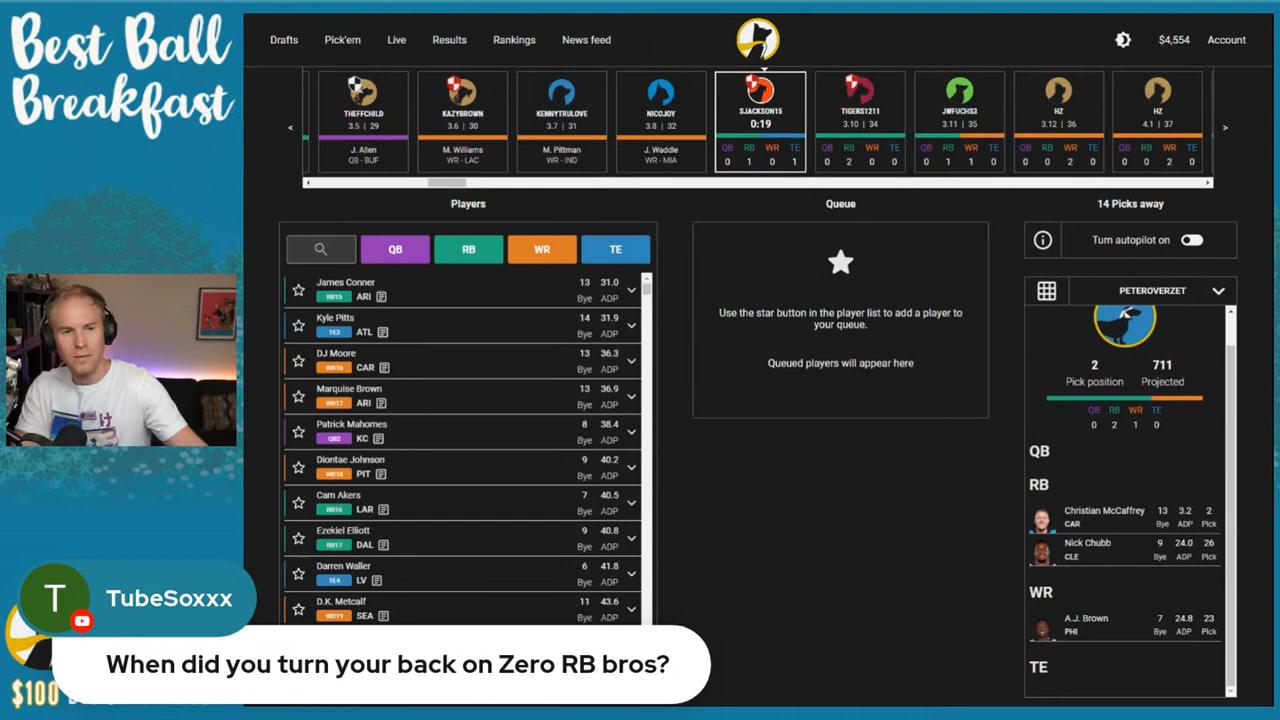 Best Ball
Breakfast
Drafts Pick'em Live Results Rankings News feed $4,554 Account
THEFFCHILD
3.5 | 29
J. Allen
QB - BUF
KAZYBROWN
3.6 | 30
M. Williams
WR - LAC
KENNYTRULOVE
3.7 | 31
M. Pittman
WR - IND
NICOJOY
3.8 | 32
J. Waddle
WR - MIA
SJACKSON15
0:19
QB RB WR TE
0 1 0 1
TIGERS1211
3.10 | 34
QB RB WR TE
0 2 0 0
JWFUCHS3
3.11 | 35
QB RB WR TE
0 1 1 0
HZ
3.12 | 36
QB RB WR TE
0 0 2 0
HZ
4.1 | 37
QB RB WR TE
0 0 2 0
Players
QB RB WR TE
James Conner 13 31.0
RB15 ARI Bye ADP
Kyle Pitts 14 31.9
TE3 ATL Bye ADP
DJ Moore 13 36.3
WR16 CAR Bye ADP
Marquise Brown 13 36.9
WR17 ARI Bye ADP
Patrick Mahomes 8 38.4
QB2 KC Bye ADP
Diontae Johnson 9 40.2
WR18 PIT Bye ADP
Cam Akers 7 40.5
RB16 LAR Bye ADP
Ezekiel Elliott 9 40.8
RB17 DAL Bye ADP
Darren Waller 6 41.8
TE4 LV Bye ADP
D.K. Metcalf 11 43.6
WR19 SEA Bye ADP
Queue
Use the star button in the player list to add a player to
your queue.
Queued players will appear here
14 Picks away
Turn autopilot on
PETEROVERZET
2 711
Pick position Projected
QB RB WR TE
0 2 1 0
QB
RB
Christian McCaffrey 13 3.2 2
CAR Bye ADP Pick
Nick Chubb 9 24.0 26
CLE Bye ADP Pick
WR
A.J. Brown 7 24.8 23
PHI Bye ADP Pick
TE
T
TubeSoxxx
When did you turn your back on Zero RB bros?
$100